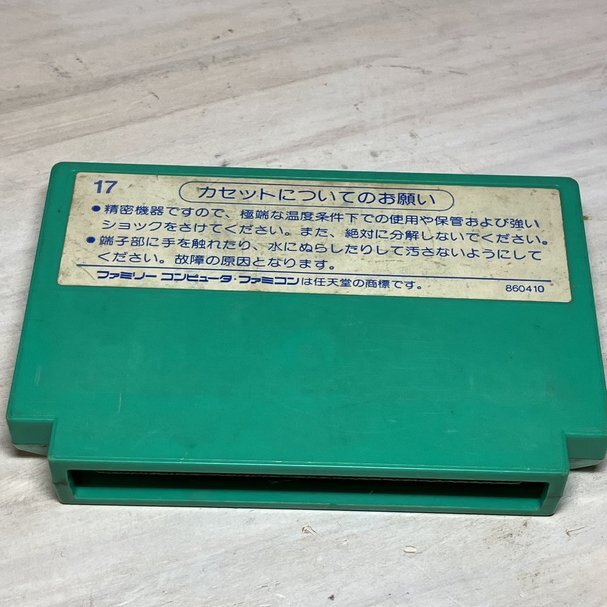 17
カセットについてのお願い
●精密機器ですので、極端な温度条件下での使用や保管および強い
ショックをさけてください。また、絶対に分解しないでください。
●端子部に手を触れたり、水にぬらしたりして汚さないようにして
ください。故障の原因となります。
ファミリーコンピュータ・ファミコンは任天堂の商標です。
860410